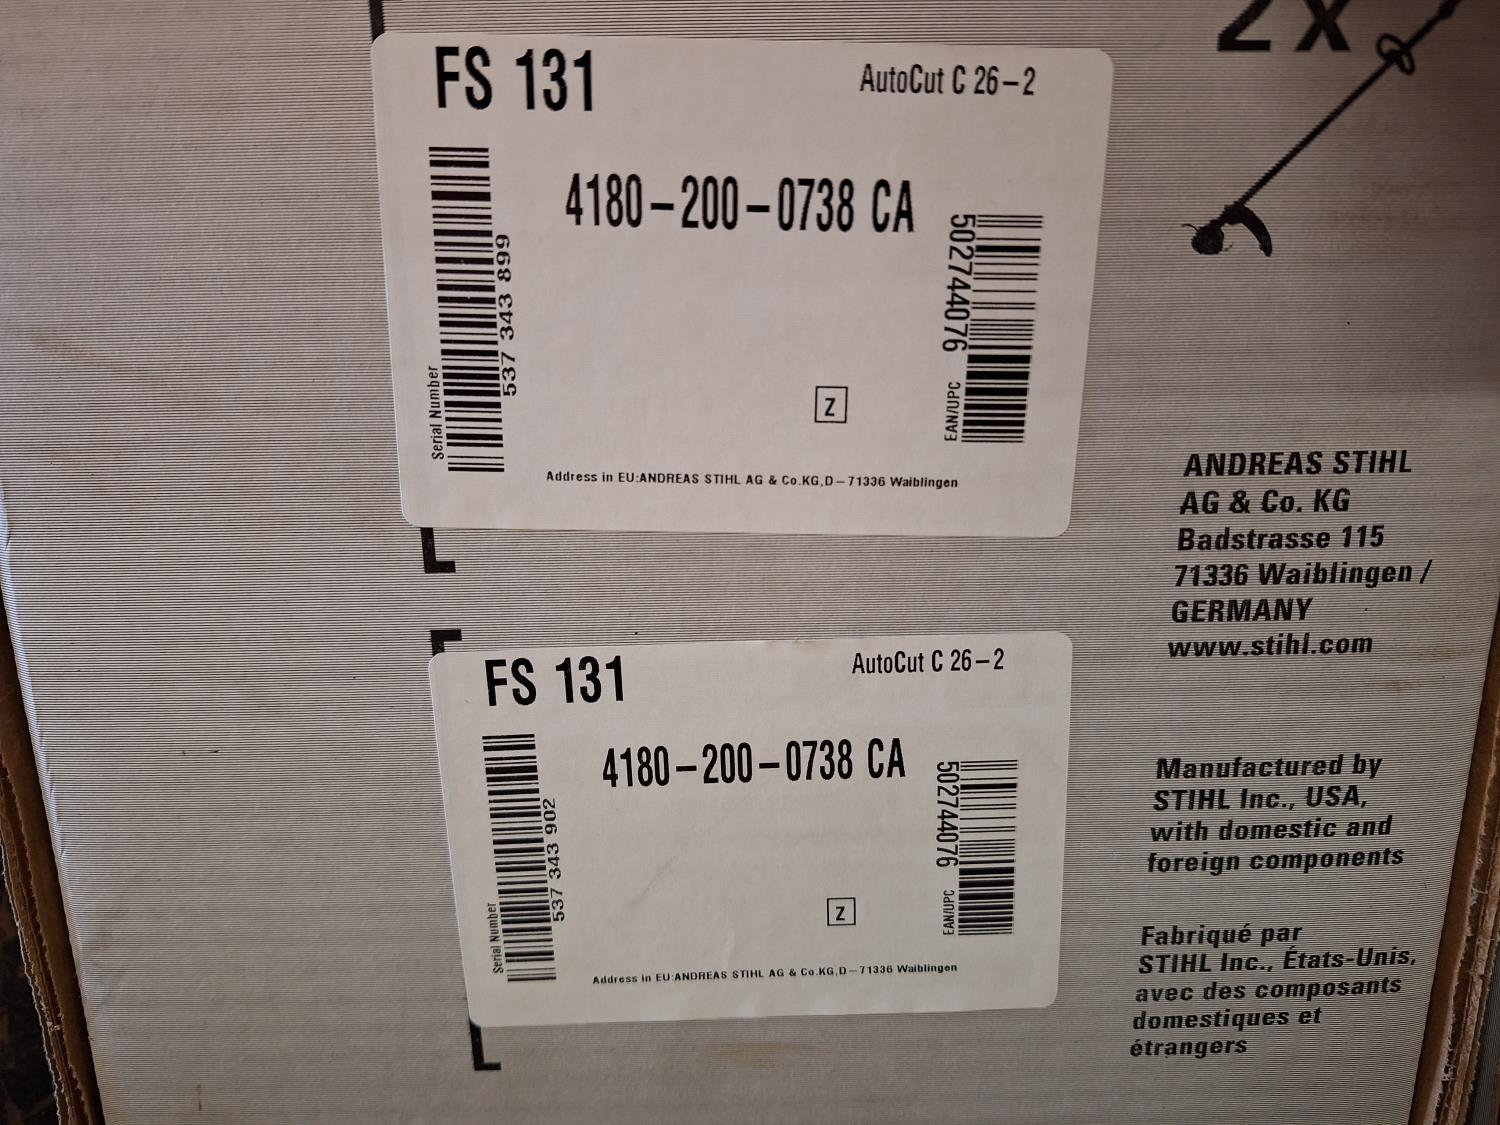 2X
FS 131
AutoCut C 26-2
4180-200-0738 CA
Serial Number
537 343 899
502744076
EAN/UPC
Z
Address in EU:ANDREAS STIHL AG & Co.KG,D-71336 Waiblingen
ANDREAS STIHL
AG & Co. KG
Badstrasse 115
71336 Waiblingen /
GERMANY
www.stihl.com
FS 131
AutoCut C 26-2
4180-200-0738 CA
Serial Number
537 343 902
502744076
EAN/UPC
Z
Address in EU:ANDREAS STIHL AG & Co.KG,D-71336 Waiblingen
Manufactured by
STIHL Inc., USA,
with domestic and
foreign components
Fabriqué par
STIHL Inc., États-Unis,
avec des composants
domestiques et
étrangers